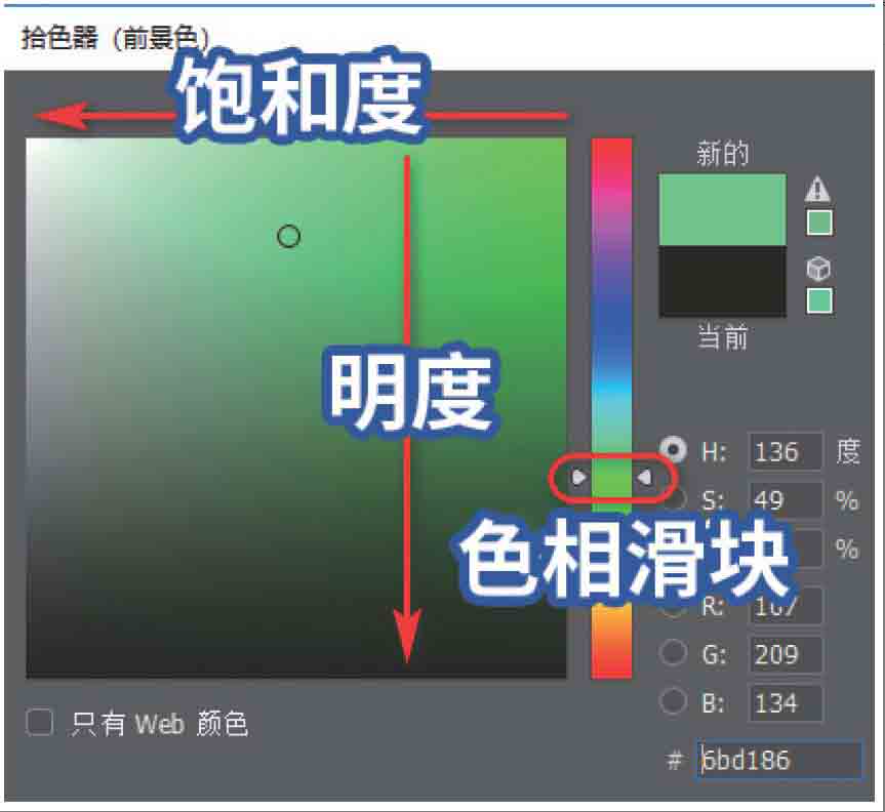 拾色器（前景色）
饱和度
新的
当前
明度
H: 136 度
S: 49 %
%
色相滑块
R: 107
G: 209
B: 134
只有 Web 颜色
# 6bd186